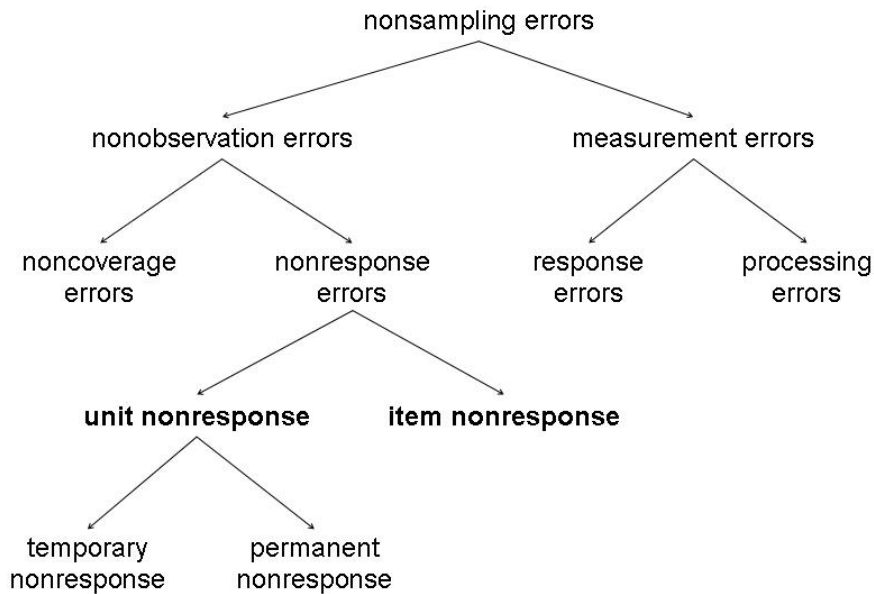 nonsampling errors
nonobservation errors
measurement errors
noncoverage
errors
nonresponse
errors
response
errors
processing
errors
unit nonresponse
item nonresponse
temporary
nonresponse
permanent
nonresponse